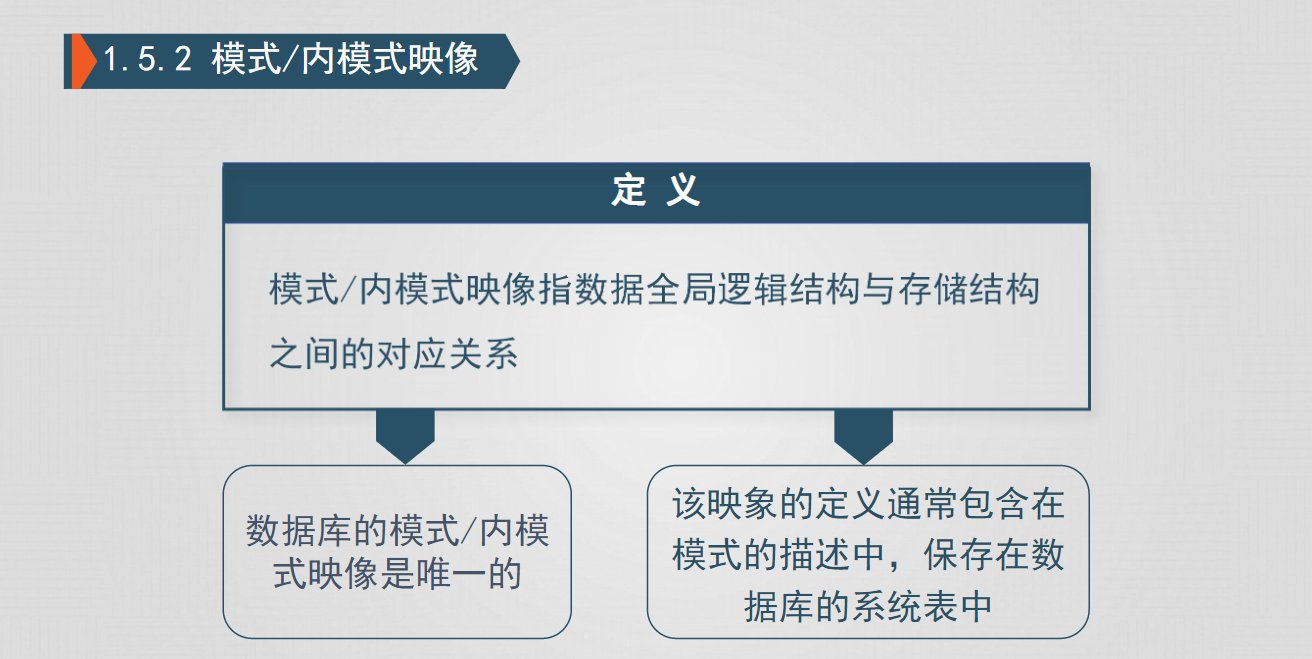 1.5.2 模式/内模式映像
定 义
模式/内模式映像指数据全局逻辑结构与存储结构
之间的对应关系
数据库的模式/内模
式映像是唯一的
该映象的定义通常包含在
模式的描述中，保存在数
据库的系统表中